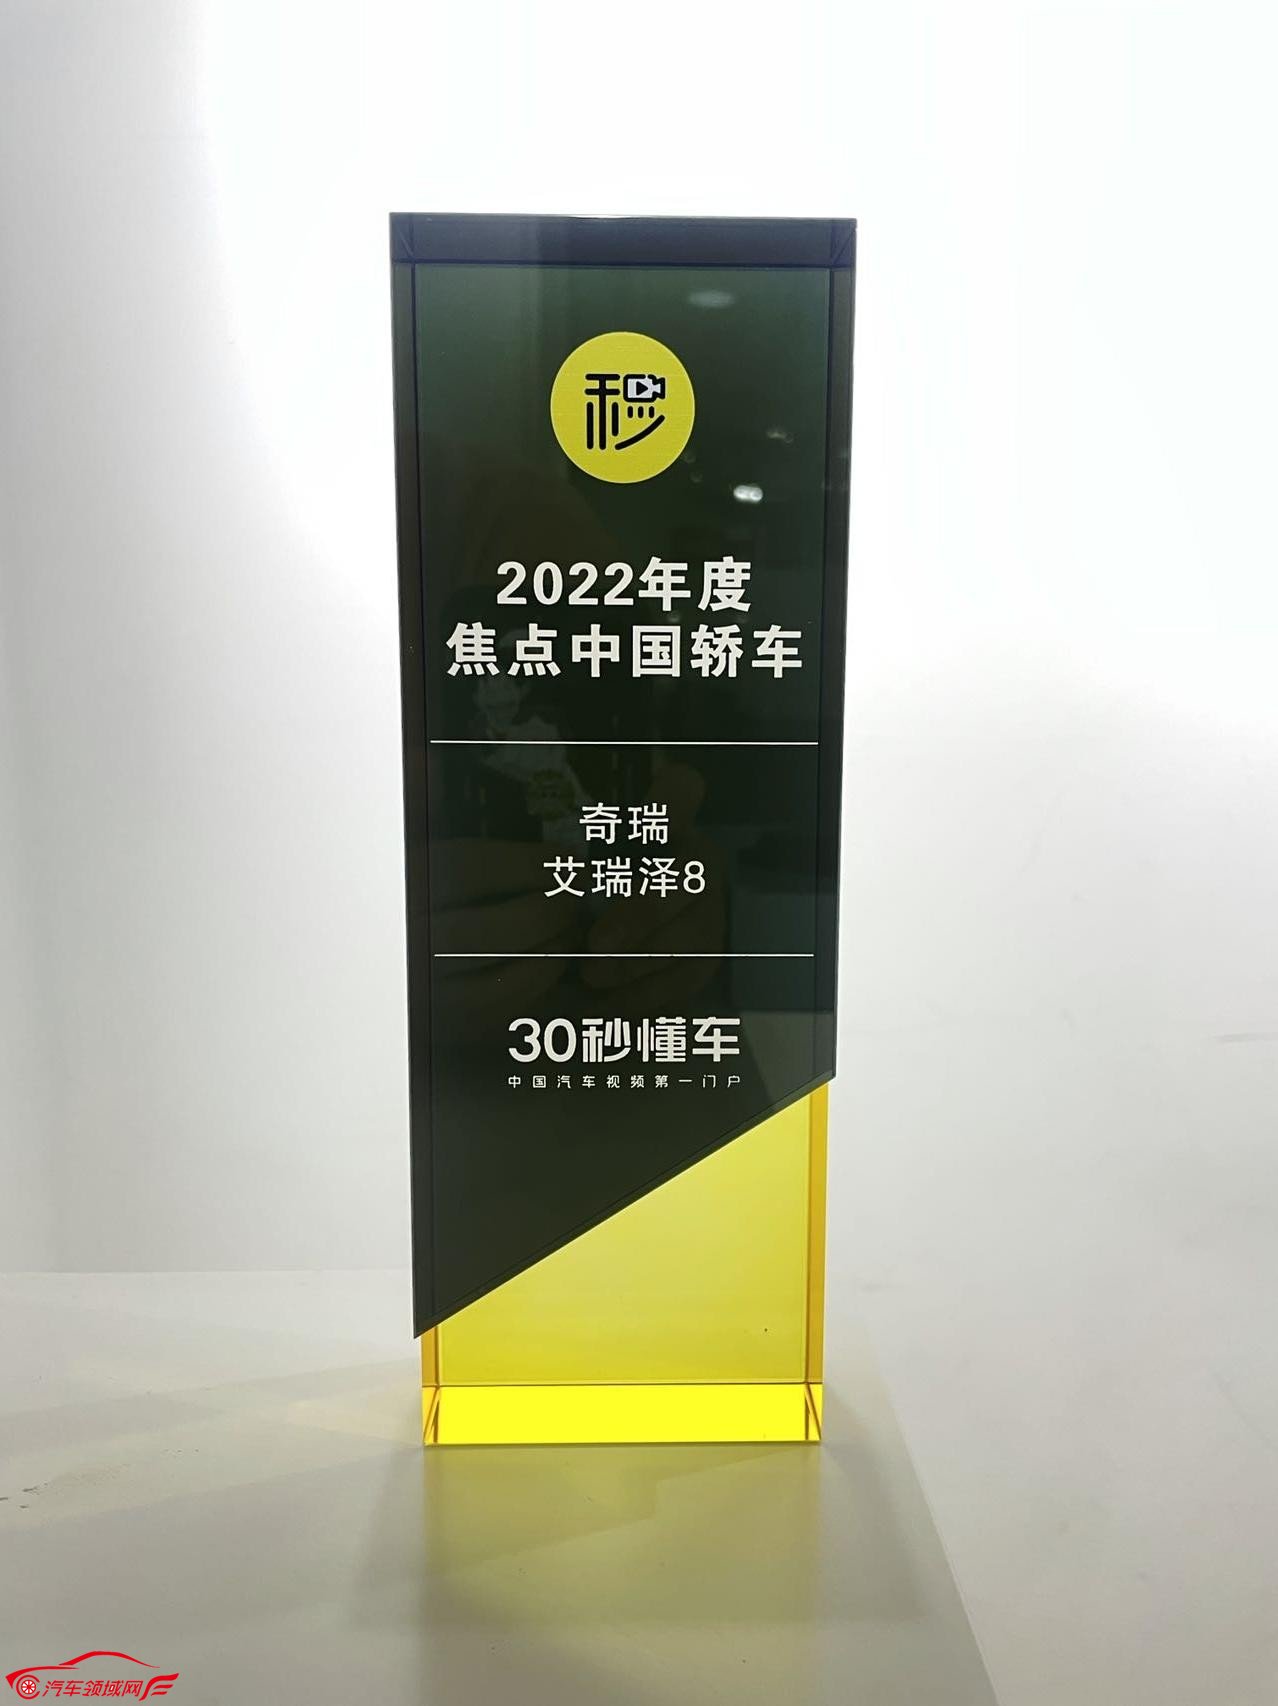 秒
2022年度
焦点中国轿车
奇瑞
艾瑞泽8
30秒懂车
中国汽车视频第一门户
汽车领域网